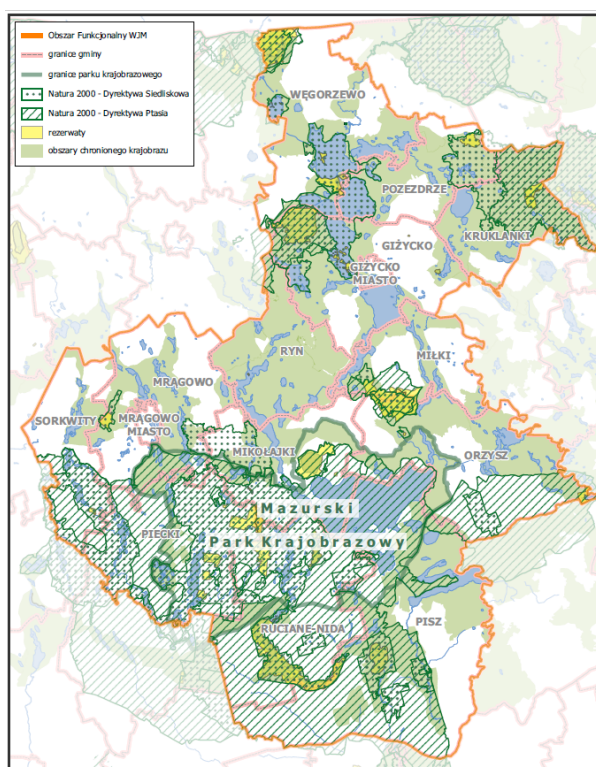 Obszar Funkcjonalny WJM
granice gminy
granice parku krajobrazowego
Natura 2000 - Dyrektywa Siedliskowa
Natura 2000 - Dyrektywa Ptasia
rezerwaty
obszary chronionego krajobrazu
WĘGORZEWO
POZEZDRZE
KRUKLANKI
GIŻYCKO
GIŻYCKO
MIASTO
RYN
MIŁKI
MRĄGOWO
SORKWITY
MRĄGOWO
MIASTO
MIKOŁAJKI
ORZYSZ
Mazurski
PIECKI
Park Krajobrazowy
PISZ
RUCIANE-NIDA